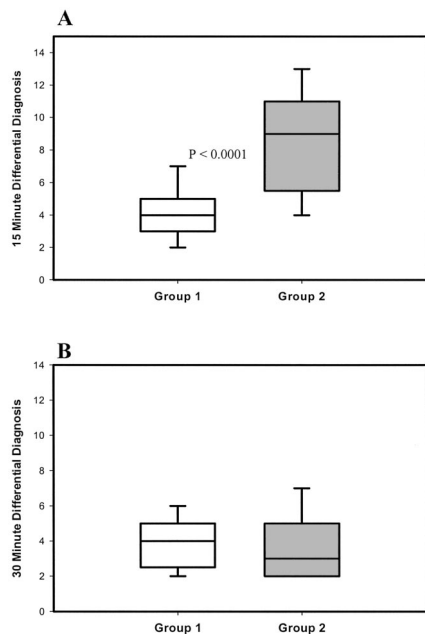 A
15 Minute Differential Diagnosis
14
12
10
8
6
4
2
0
P < 0.0001
Group 1 Group 2
B
30 Minute Differential Diagnosis
14
12
10
8
6
4
2
0
Group 1 Group 2